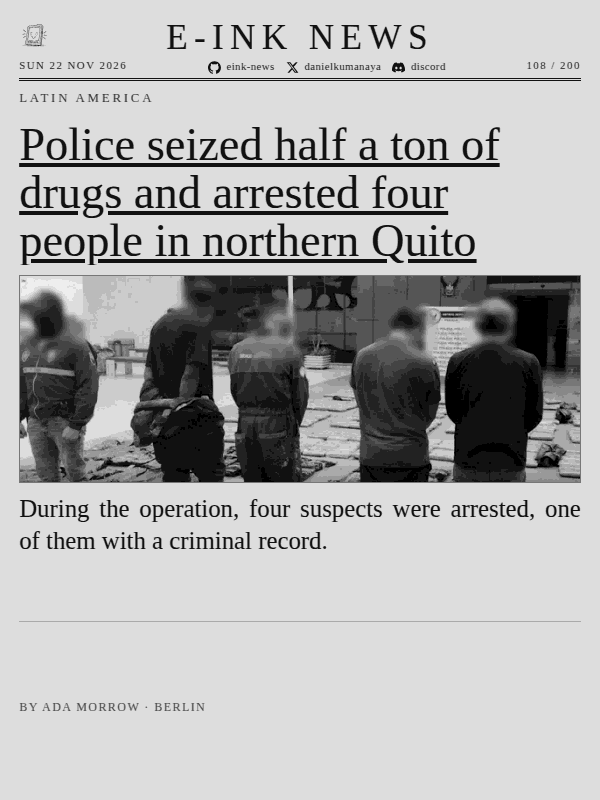 E-INK NEWS
SUN 22 NOV 2026
eink-news
danielkumanaya
discord
108 / 200
LATIN AMERICA
Police seized half a ton of
drugs and arrested four
people in northern Quito
During the operation, four suspects were arrested, one
of them with a criminal record.
BY ADA MORROW · BERLIN